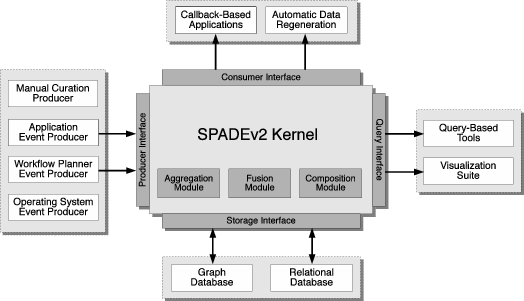 Callback-Based
Applications
Automatic Data
Regeneration
Consumer Interface
Manual Curation
Producer
Application
Event Producer
Workflow Planner
Event Producer
Operating System
Event Producer
Producer Interface
SPADEv2 Kernel
Aggregation
Module
Fusion
Module
Composition
Module
Query Interface
Query-Based
Tools
Visualization
Suite
Storage Interface
Graph
Database
Relational
Database